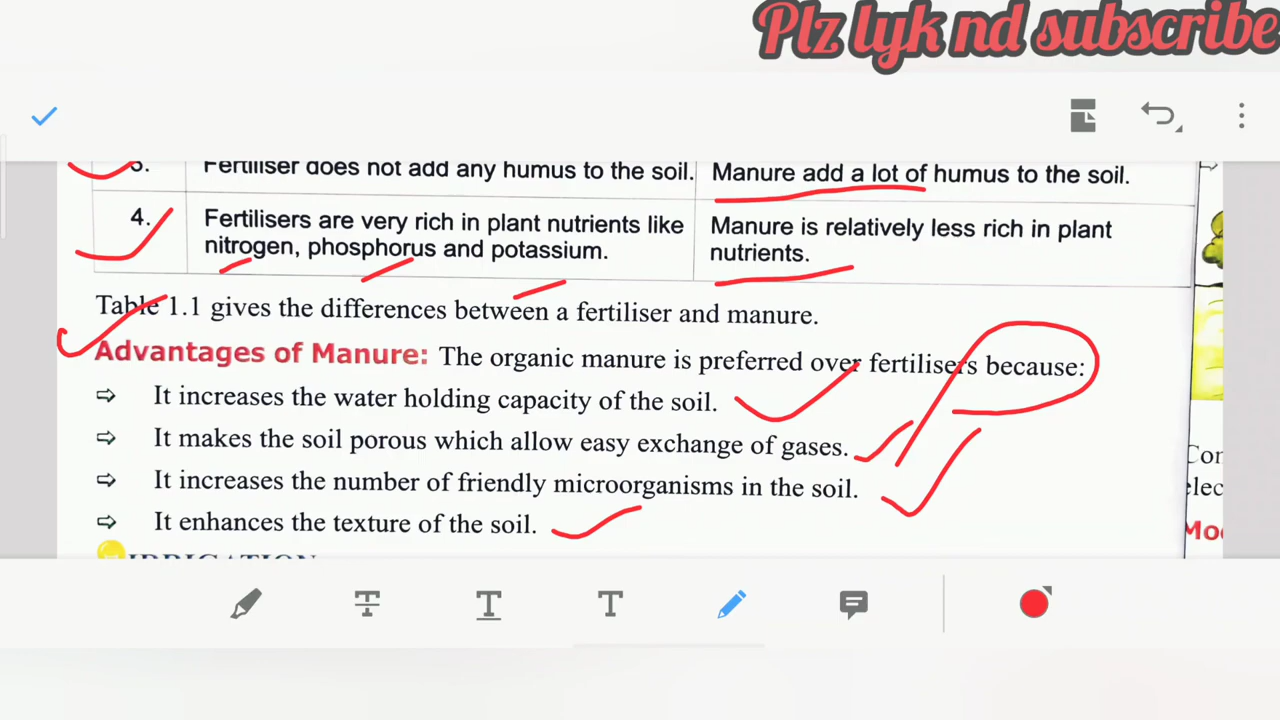 Plz lyk nd subscribe
3. Fertiliser does not add any humus to the soil. Manure add a lot of humus to the soil.
4. Fertilisers are very rich in plant nutrients like Manure is relatively less rich in plant
nitrogen, phosphorus and potassium. nutrients.
Table 1.1 gives the differences between a fertiliser and manure.
Advantages of Manure: The organic manure is preferred over fertilisers because:
⇨ It increases the water holding capacity of the soil.
⇨ It makes the soil porous which allow easy exchange of gases.
⇨ It increases the number of friendly microorganisms in the soil.
⇨ It enhances the texture of the soil.
IRRIGATION